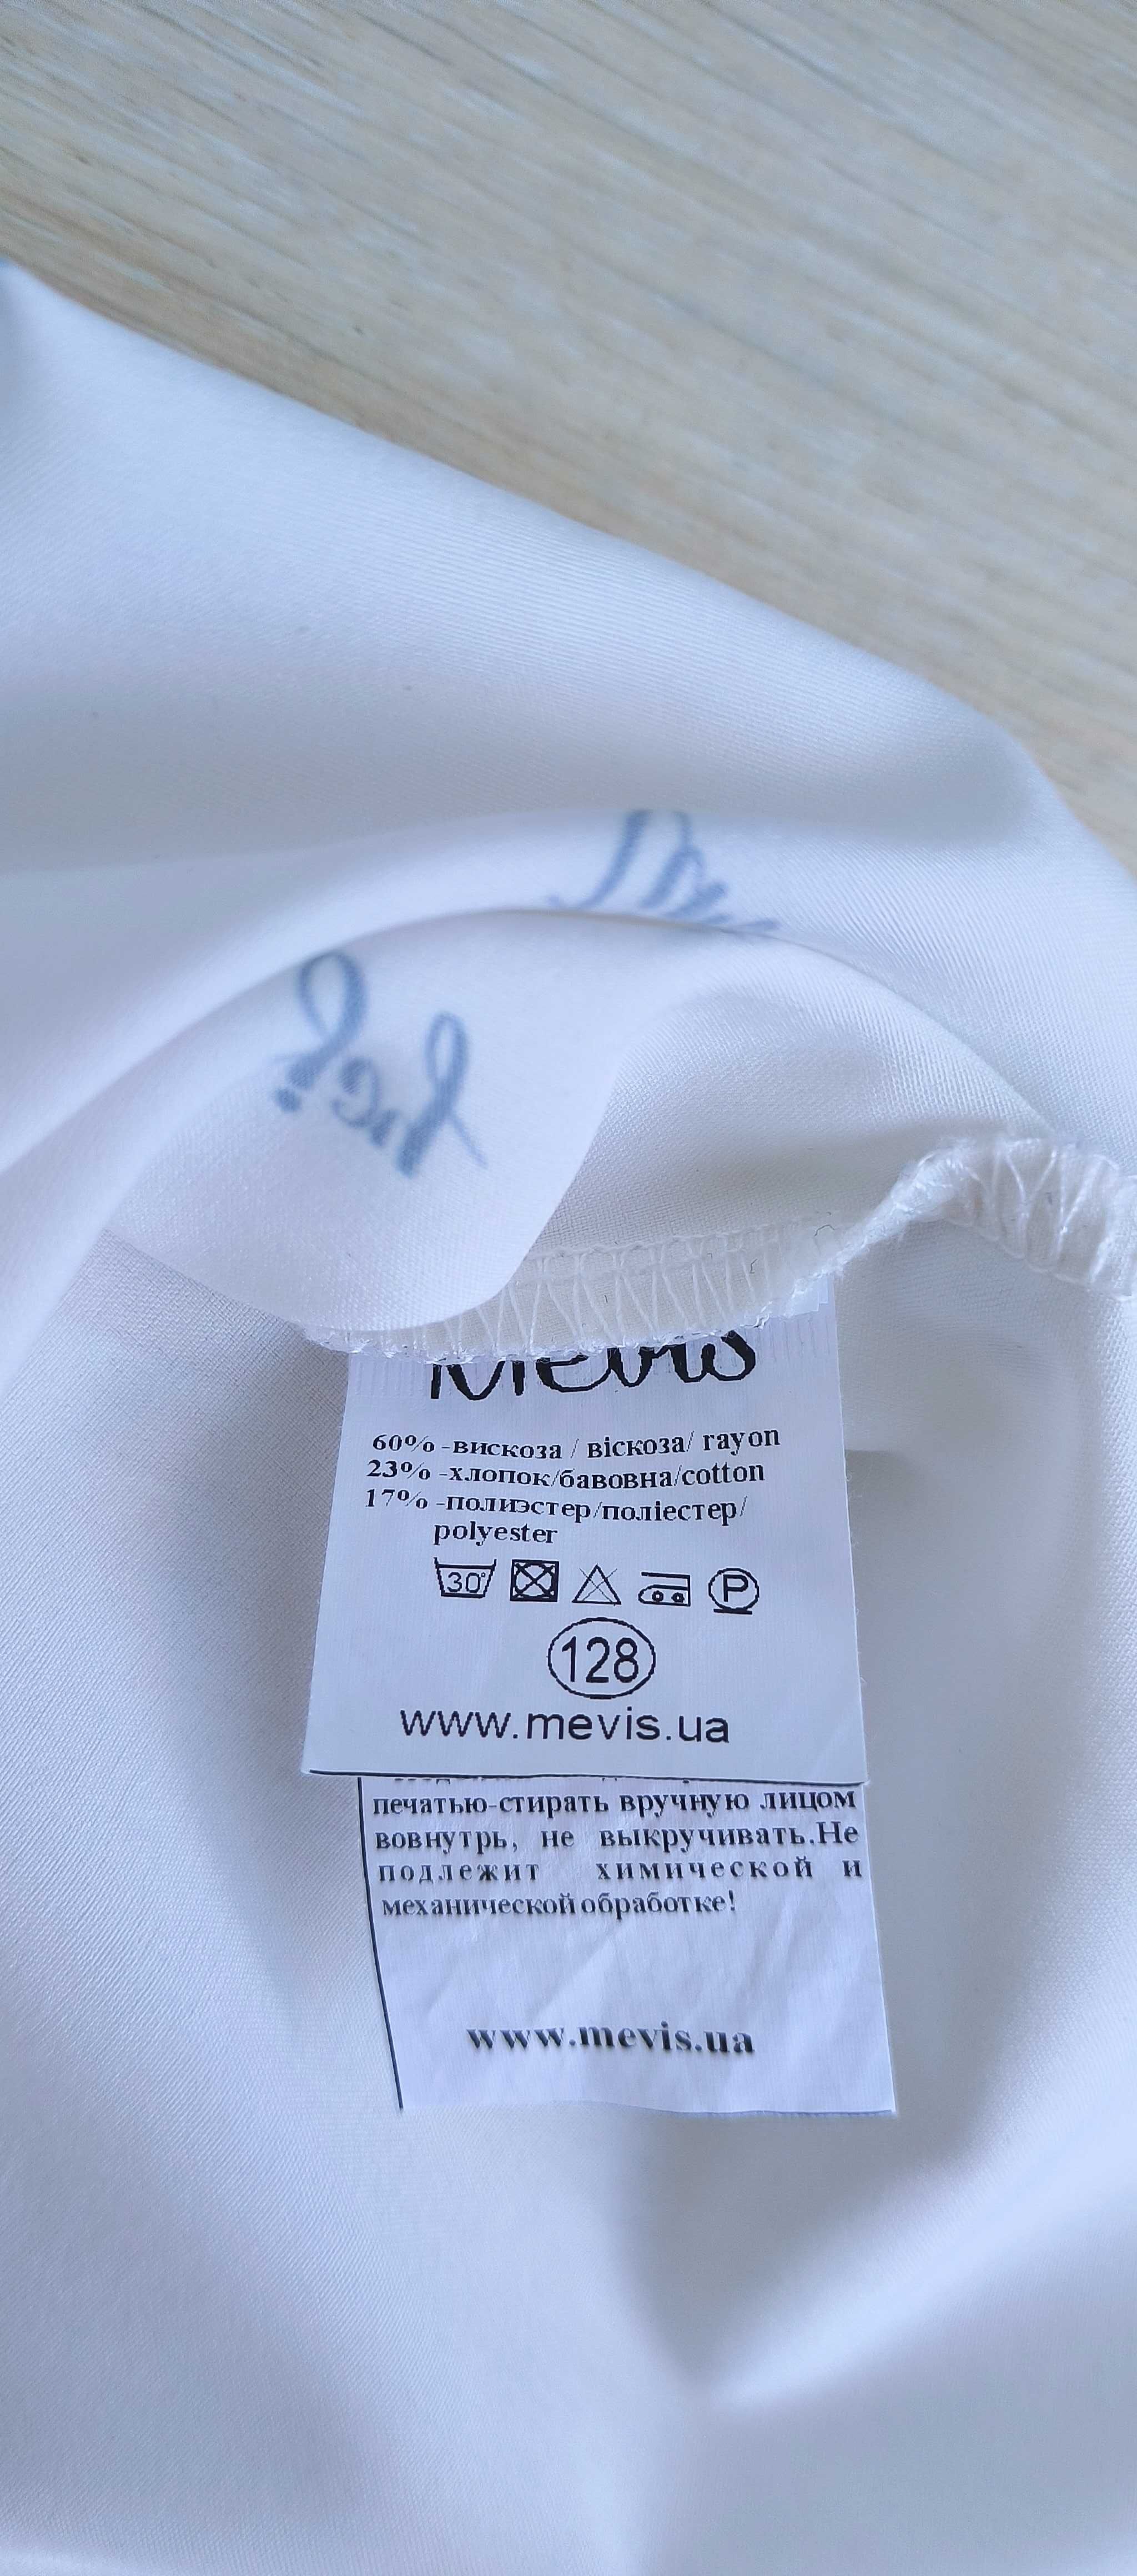 Mevis
60% -вискоза / віскоза/ rayon
23% -хлопок/бавовна/cotton
17% -полиэстер/поліестер/
polyester
30°
P
128
www.mevis.ua
печатью-стирать вручную лицом
вовнутрь, не выкручивать.Не
подлежит химической и
механической обработке!
www.mevis.ua